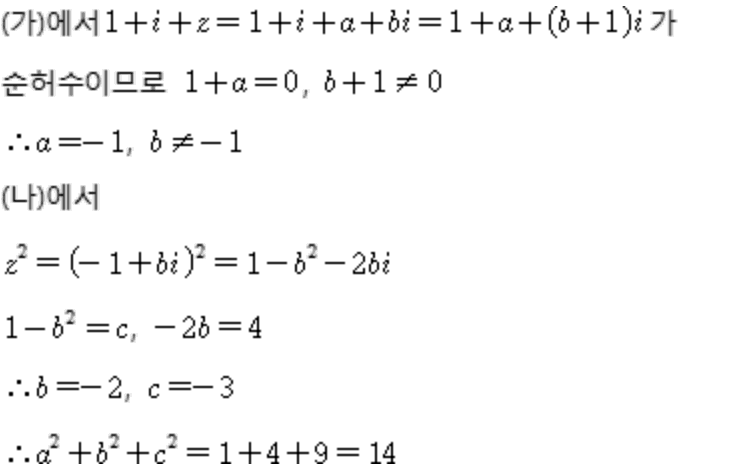 (가)에서 1+i+z=1+i+a+bi=1+a+(b+1)i 가
순허수이므로 1+a=0, b+1≠0
∴a=-1, b≠-1
(나)에서
z²=(-1+bi)²=1-b²-2bi
1-b²=c, -2b=4
∴b=-2, c=-3
∴a²+b²+c²=1+4+9=14